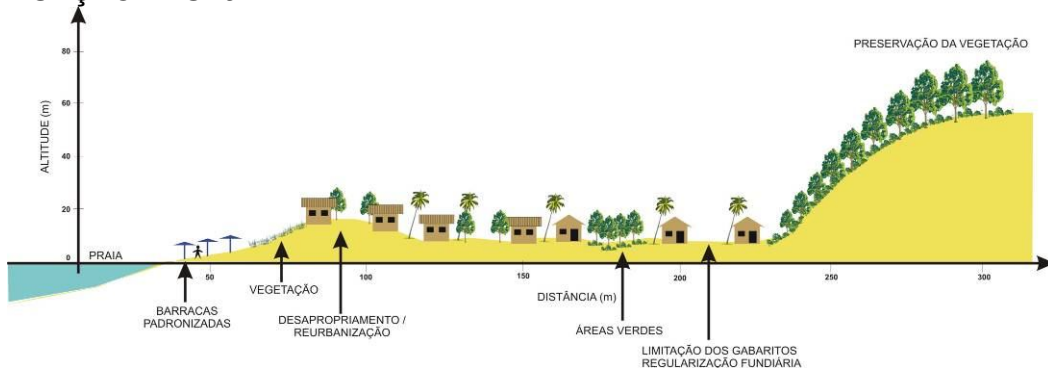 PRESERVAÇÃO DA VEGETAÇÃO
ALTITUDE (m)
80
60
40
20
0
PRAIA
50
100
150
200
250
300
DISTÂNCIA (m)
BARRACAS
PADRONIZADAS
VEGETAÇÃO
DESAPROPRIAMENTO /
REURBANIZAÇÃO
ÁREAS VERDES
LIMITAÇÃO DOS GABARITOS
REGULARIZAÇÃO FUNDIÁRIA